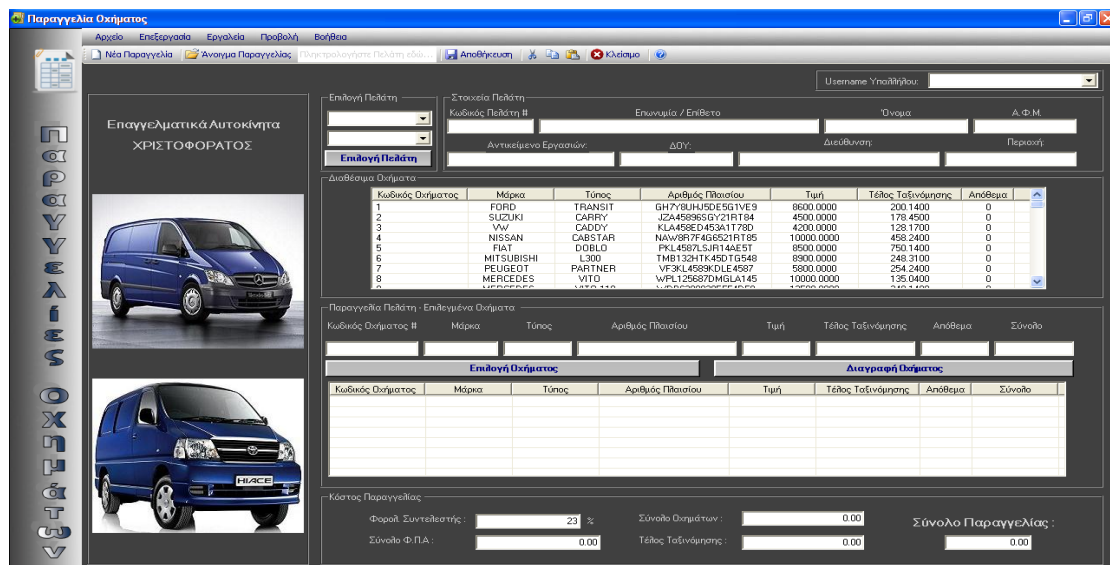 Παραγγελία Οχήματος
Αρχείο Επεξεργασία Εργαλεία Προβολή Βοήθεια
Νέα Παραγγελία Άνοιγμα Παραγγελίας Πληκτρολογήστε Πελάτη εδώ... Αποθήκευση Κλείσιμο
Παραγγελίες Οχημάτων
Επαγγελματικά Αυτοκίνητα
ΧΡΙΣΤΟΦΟΡΑΤΟΣ
HIACE
Username Υπαλλήλου:
Επιλογή Πελάτη
Επιλογή Πελάτη
Στοιχεία Πελάτη
Κωδικός Πελάτη # Επωνυμία / Επίθετο Όνομα Α.Φ.Μ.
Αντικείμενο Εργασιών: ΔΟΥ: Διεύθυνση: Περιοχή:
Διαθέσιμα Οχήματα
Κωδικός Οχήματος Μάρκα Τύπος Αριθμός Πλαισίου Τιμή Τέλος Ταξινόμησης Απόθεμα
1 FORD TRANSIT GH7Y8UHJ5DE5G1VE9 8600.0000 200.1400 0
2 SUZUKI CARRY JZA45896SGY21RT84 4500.0000 178.4500 0
3 VW CADDY KLA458ED453A1T78D 4200.0000 128.1700 0
4 NISSAN CABSTAR NAW8R7F4G6521RT85 10000.0000 458.2400 0
5 FIAT DOBLO PKL4587LSJR14AE5T 8500.0000 750.1400 0
6 MITSUBISHI L300 TMB132HTK45DTG548 8900.0000 248.3100 0
7 PEUGEOT PARTNER VF3KL4589KDLE4587 5800.0000 254.2400 0
8 MERCEDES VITO WPL125687DMGLA145 10000.0000 135.0400 0
Παραγγελία Πελάτη - Επιλεγμένα Οχήματα
Κωδικός Οχήματος # Μάρκα Τύπος Αριθμός Πλαισίου Τιμή Τέλος Ταξινόμησης Απόθεμα Σύνολο
Επιλογή Οχήματος Διαγραφή Οχήματος
Κωδικός Οχήματος Μάρκα Τύπος Αριθμός Πλαισίου Τιμή Τέλος Ταξινόμησης Απόθεμα Σύνολο
Κόστος Παραγγελίας
Φορολ. Συντελεστής : 23 % Σύνολο Οχημάτων : 0.00 Σύνολο Παραγγελίας :
Σύνολο Φ.Π.Α : 0.00 Τέλος Ταξινόμησης : 0.00 0.00